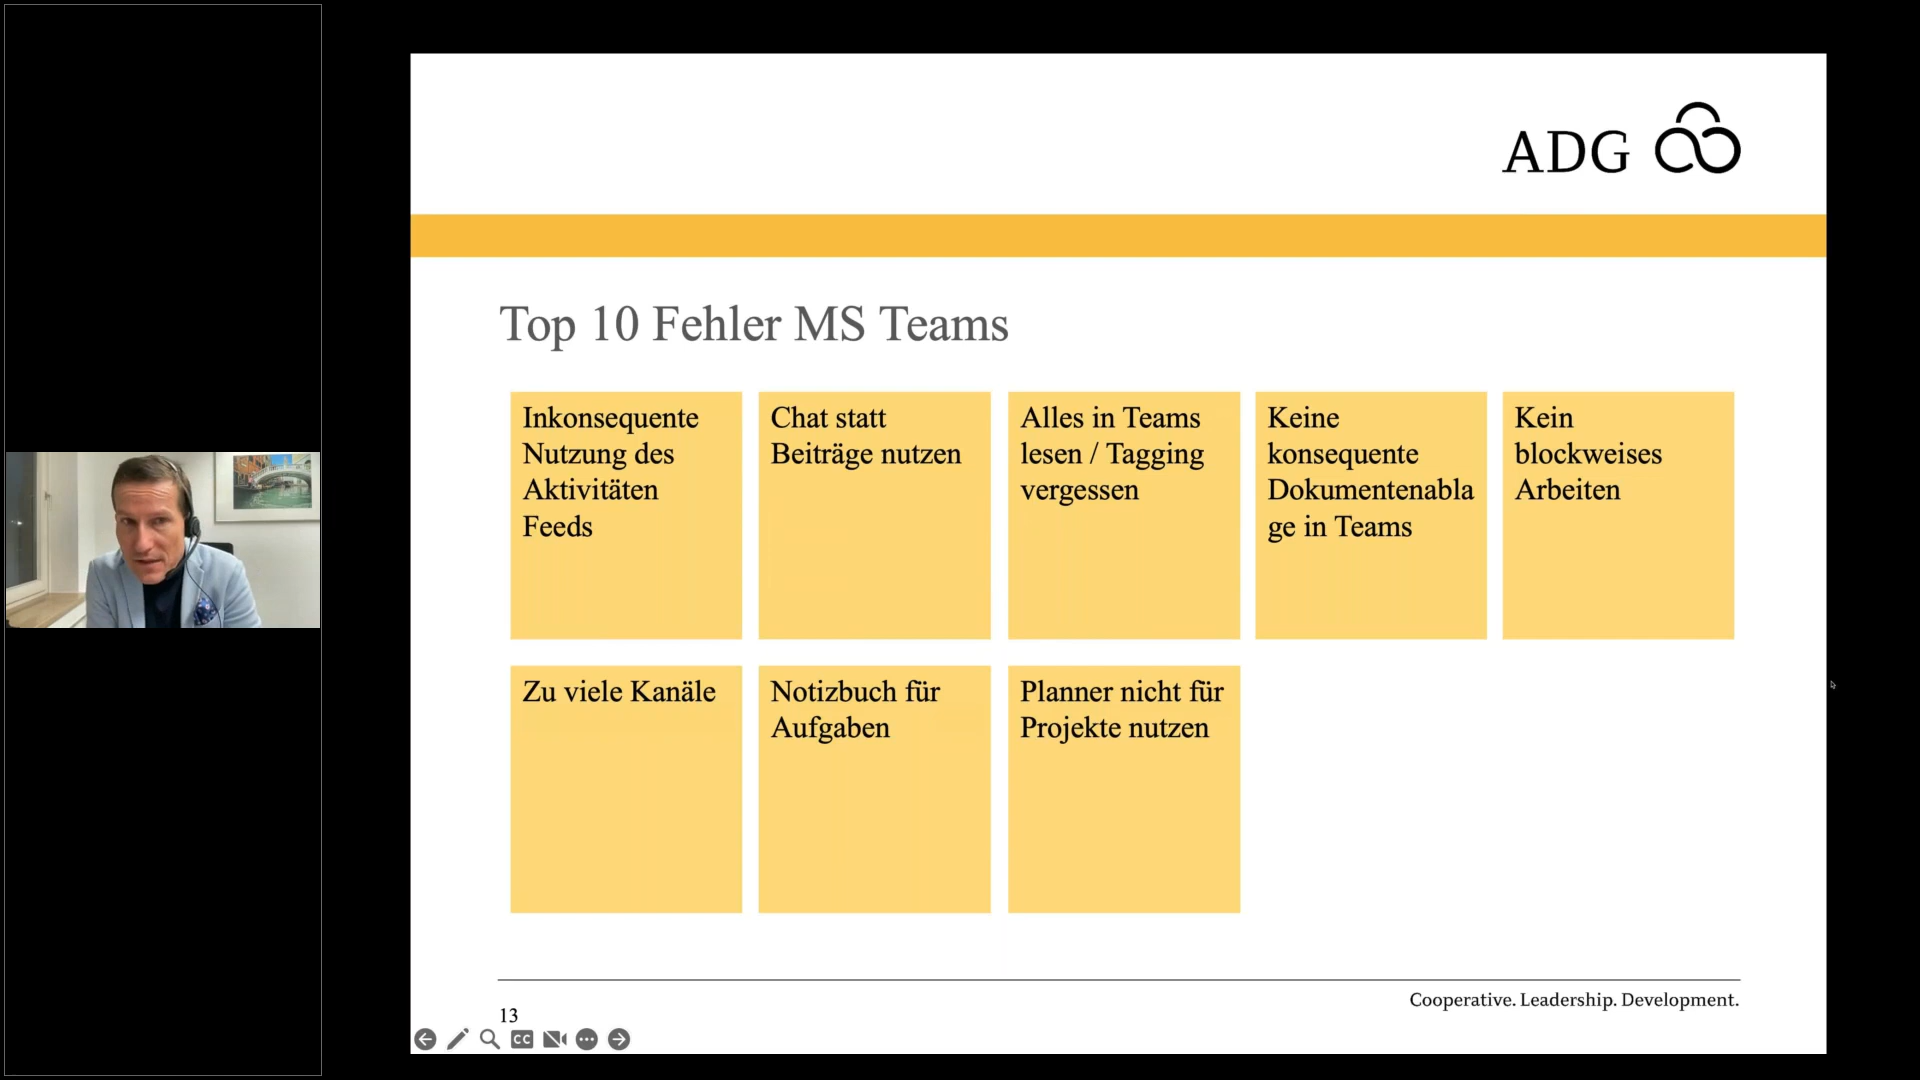 ADG
Top 10 Fehler MS Teams
Inkonsequente
Nutzung des
Aktivitäten
Feeds
Chat statt
Beiträge nutzen
Alles in Teams
lesen / Tagging
vergessen
Keine
konsequente
Dokumentenabla
ge in Teams
Kein
blockweises
Arbeiten
Zu viele Kanäle
Notizbuch für
Aufgaben
Planner nicht für
Projekte nutzen
Cooperative. Leadership. Development.
13
CC